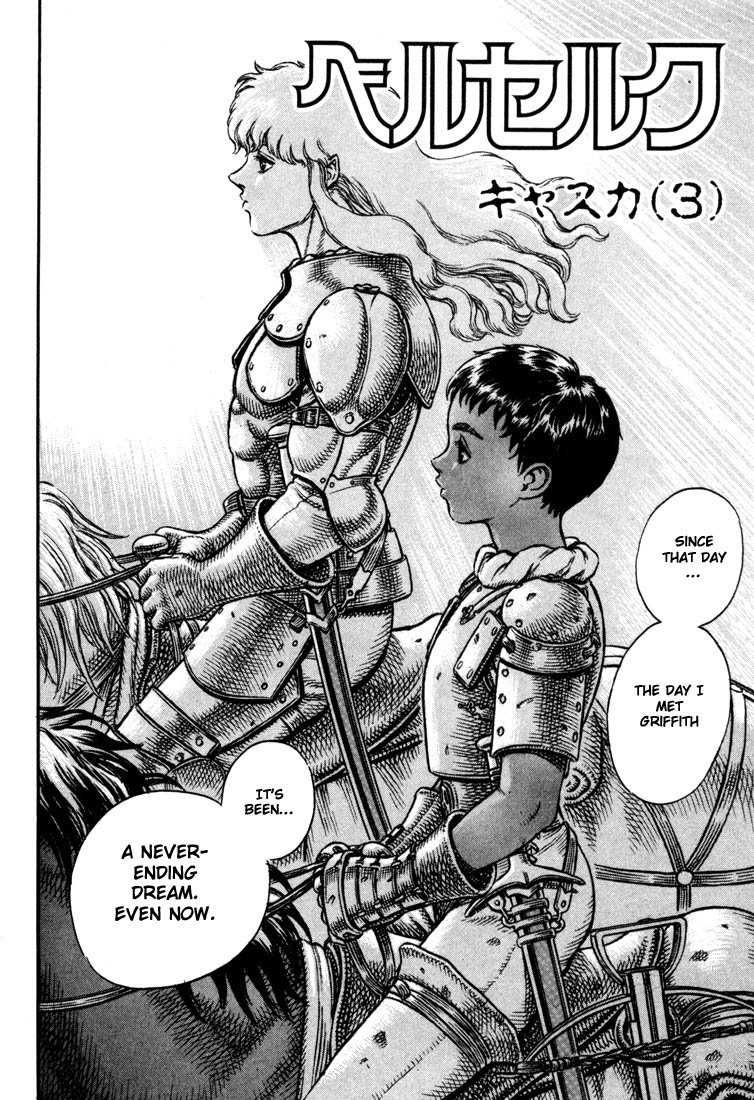 ベルセルク
キャスカ(3)
SINCE
THAT DAY
...
THE DAY I
MET
GRIFFITH
IT'S
BEEN...
A NEVER-
ENDING
DREAM.
EVEN NOW.